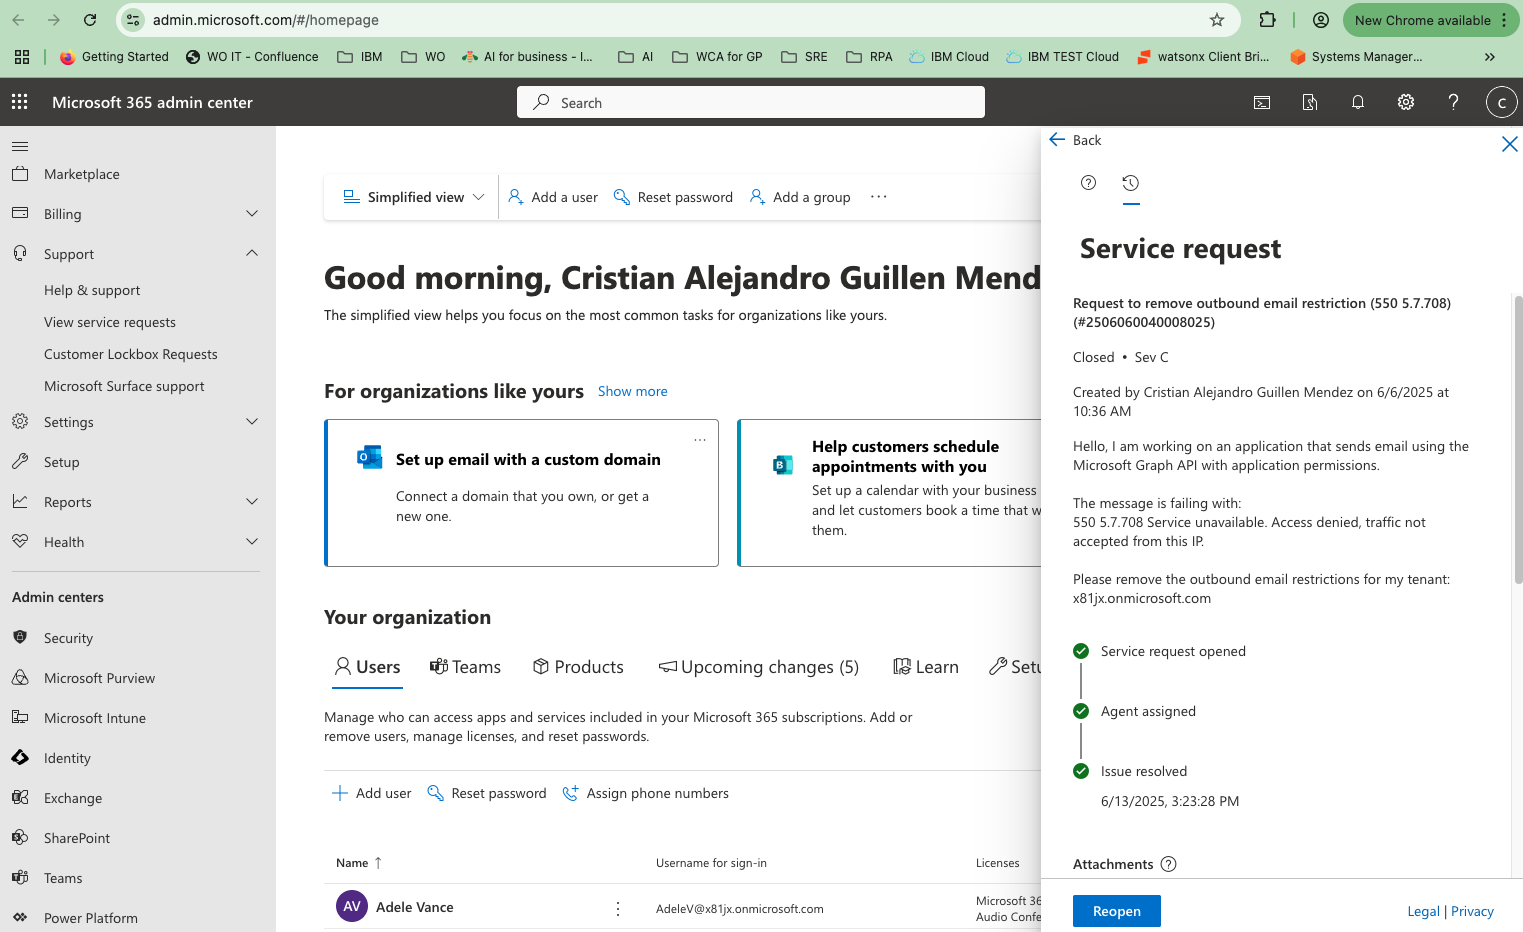 admin.microsoft.com/#/homepage
New Chrome available
Getting Started
WO IT - Confluence
IBM
WO
AI for business - I...
AI
WCA for GP
SRE
RPA
IBM Cloud
IBM TEST Cloud
watsonx Client Bri...
Systems Manager...
Microsoft 365 admin center
Search
C
Marketplace
Billing
Support
Help & support
View service requests
Customer Lockbox Requests
Microsoft Surface support
Settings
Setup
Reports
Health
Admin centers
Security
Microsoft Purview
Microsoft Intune
Identity
Exchange
SharePoint
Teams
Power Platform
Simplified view
Add a user
Reset password
Add a group
Good morning, Cristian Alejandro Guillen Mend
The simplified view helps you focus on the most common tasks for organizations like yours.
For organizations like yours
Show more
Set up email with a custom domain
Connect a domain that you own, or get a
new one.
Help customers schedule
appointments with you
Set up a calendar with your business
and let customers book a time that w
them.
Your organization
Users
Teams
Products
Upcoming changes (5)
Learn
Setu
Manage who can access apps and services included in your Microsoft 365 subscriptions. Add or
remove users, manage licenses, and reset passwords.
Add user
Reset password
Assign phone numbers
Name ↑
Username for sign-in
Licenses
AV
Adele Vance
AdeleV@x81jx.onmicrosoft.com
Microsoft 36
Audio Confe
Back
Service request
Request to remove outbound email restriction (550 5.7.708)
(#2506060040008025)
Closed • Sev C
Created by Cristian Alejandro Guillen Mendez on 6/6/2025 at
10:36 AM
Hello, I am working on an application that sends email using the
Microsoft Graph API with application permissions.
The message is failing with:
550 5.7.708 Service unavailable. Access denied, traffic not
accepted from this IP.
Please remove the outbound email restrictions for my tenant:
x81jx.onmicrosoft.com
Service request opened
Agent assigned
Issue resolved
6/13/2025, 3:23:28 PM
Attachments
Reopen
Legal | Privacy